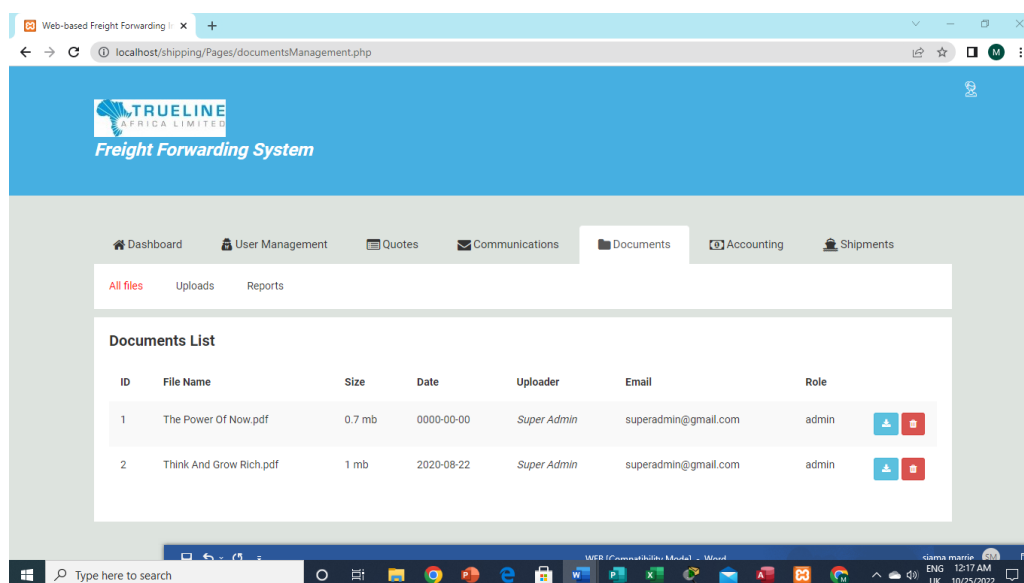 Web-based Freight Forwarding I
localhost/shipping/Pages/documentsManagement.php
M
TRUELINE
AFRICA LIMITED
Freight Forwarding System
Dashboard User Management Quotes Communications Documents Accounting Shipments
All files Uploads Reports
Documents List
ID File Name Size Date Uploader Email Role
1 The Power Of Now.pdf 0.7 mb 0000-00-00 Super Admin superadmin@gmail.com admin
2 Think And Grow Rich.pdf 1 mb 2020-08-22 Super Admin superadmin@gmail.com admin
WEB [Compatibility Mode] - Word siama marrie SM
Type here to search ENG 12:17 AM
UK 10/25/2022